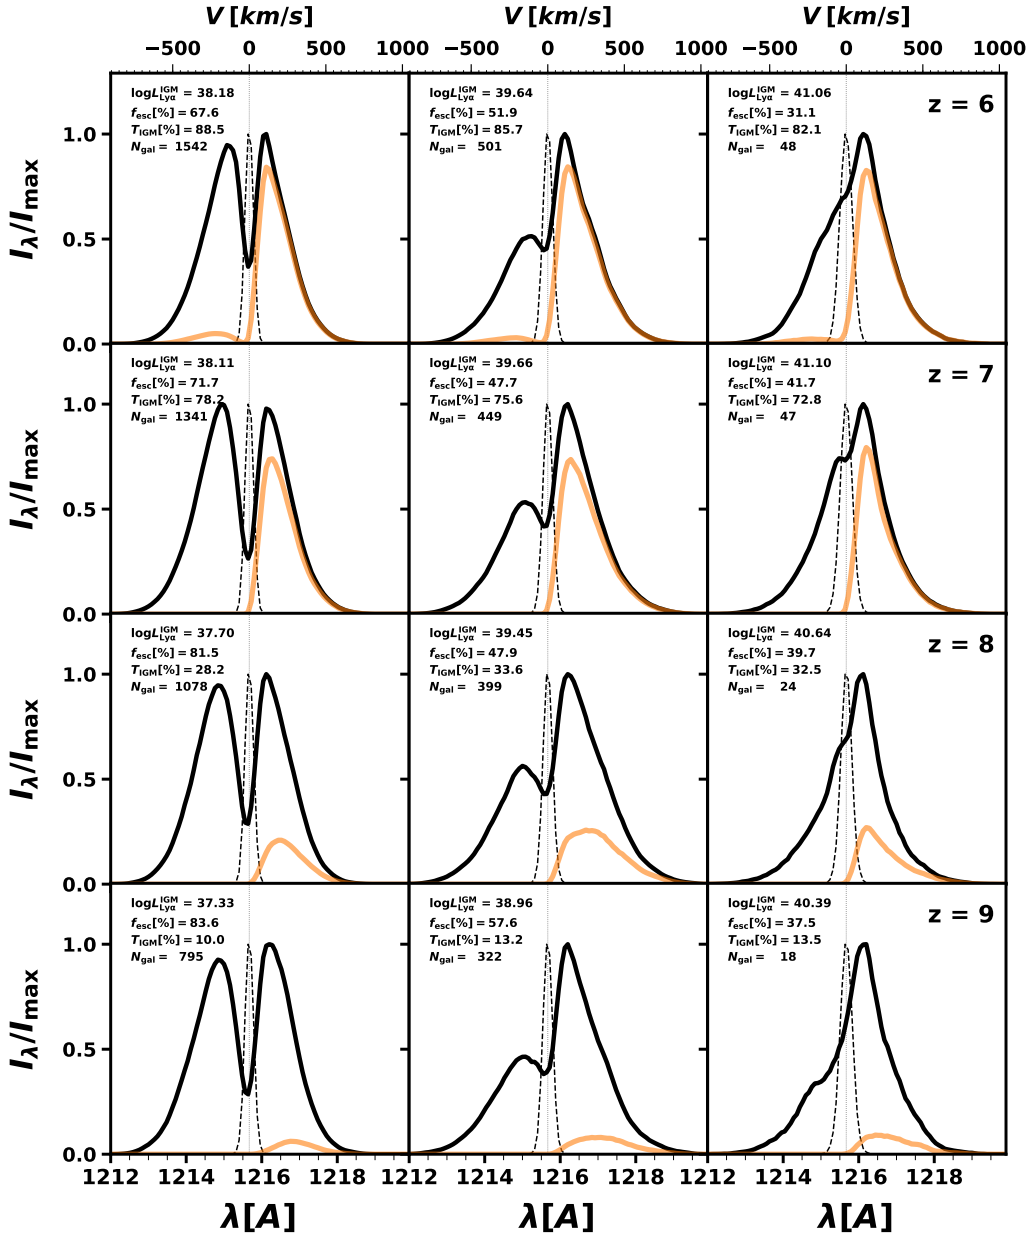 V [km/s] V [km/s] V [km/s]
−500 0 500 1000 −500 0 500 1000 −500 0 500 1000
logL^IGM_Lyα = 38.18
f_esc[%] = 67.6
T_IGM[%] = 88.5
N_gal = 1542
logL^IGM_Lyα = 39.64
f_esc[%] = 51.9
T_IGM[%] = 85.7
N_gal = 501
logL^IGM_Lyα = 41.06
f_esc[%] = 31.1
T_IGM[%] = 82.1
N_gal = 48
z = 6
I_λ/I_max
1.0
0.5
0.0
logL^IGM_Lyα = 38.11
f_esc[%] = 71.7
T_IGM[%] = 78.2
N_gal = 1341
logL^IGM_Lyα = 39.66
f_esc[%] = 47.7
T_IGM[%] = 75.6
N_gal = 449
logL^IGM_Lyα = 41.10
f_esc[%] = 41.7
T_IGM[%] = 72.8
N_gal = 47
z = 7
I_λ/I_max
1.0
0.5
0.0
logL^IGM_Lyα = 37.70
f_esc[%] = 81.5
T_IGM[%] = 28.2
N_gal = 1078
logL^IGM_Lyα = 39.45
f_esc[%] = 47.9
T_IGM[%] = 33.6
N_gal = 399
logL^IGM_Lyα = 40.64
f_esc[%] = 39.7
T_IGM[%] = 32.5
N_gal = 24
z = 8
I_λ/I_max
1.0
0.5
0.0
logL^IGM_Lyα = 37.33
f_esc[%] = 83.6
T_IGM[%] = 10.0
N_gal = 795
logL^IGM_Lyα = 38.96
f_esc[%] = 57.6
T_IGM[%] = 13.2
N_gal = 322
logL^IGM_Lyα = 40.39
f_esc[%] = 37.5
T_IGM[%] = 13.5
N_gal = 18
z = 9
I_λ/I_max
1.0
0.5
0.0
1212 1214 1216 1218 1212 1214 1216 1218 1212 1214 1216 1218
λ[A] λ[A] λ[A]